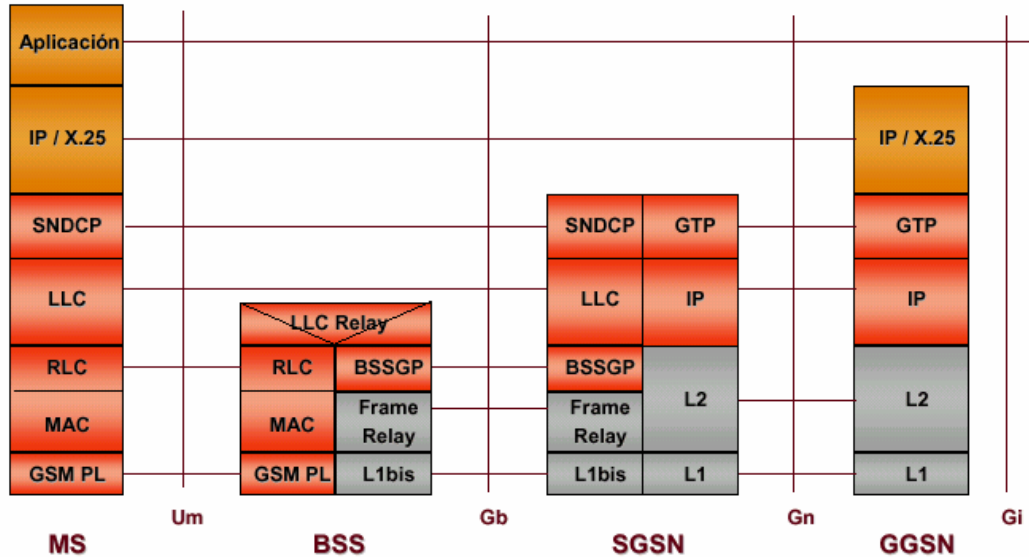 Aplicación
IP / X.25
IP / X.25
SNDCP
SNDCP
GTP
GTP
LLC
LLC
IP
IP
LLC Relay
RLC
RLC
BSSGP
BSSGP
L2
L2
MAC
MAC
Frame
Relay
Frame
Relay
GSM PL
GSM PL
L1bis
L1bis
L1
L1
Um
Gb
Gn
Gi
MS
BSS
SGSN
GGSN